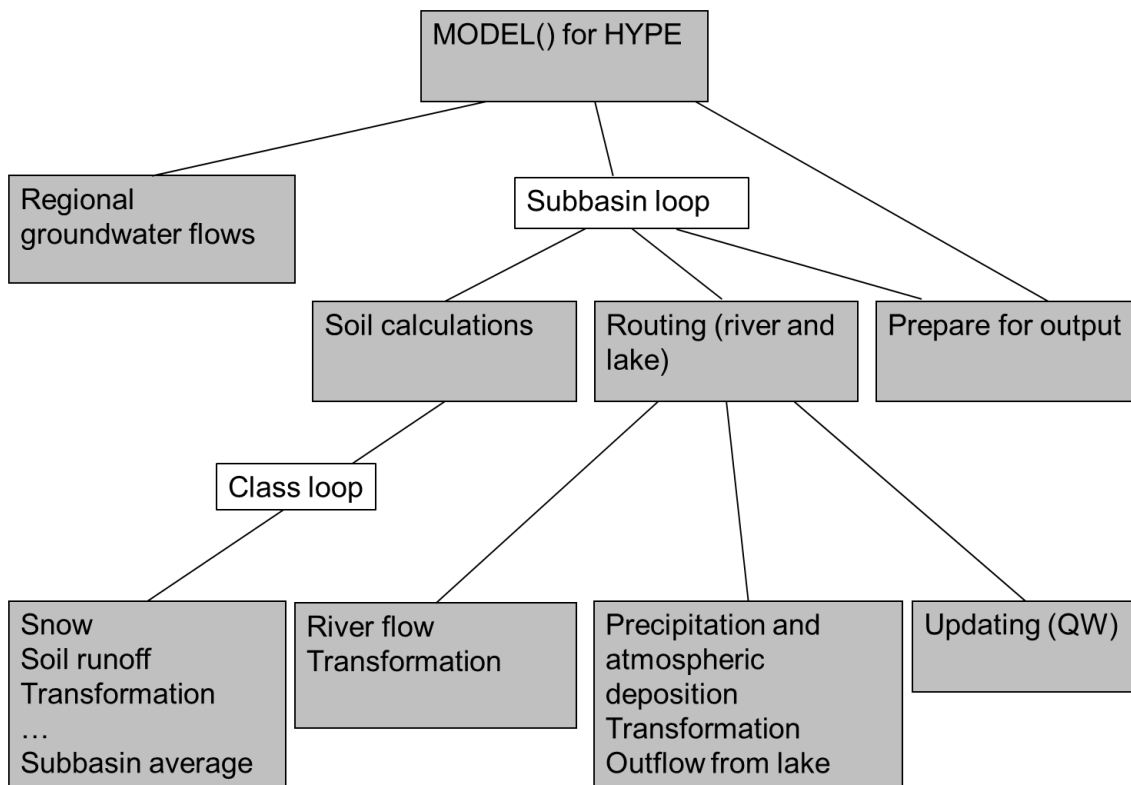 MODEL() for HYPE
Regional
groundwater flows
Subbasin loop
Soil calculations
Routing (river and
lake)
Prepare for output
Class loop
Snow
Soil runoff
Transformation
…
Subbasin average
River flow
Transformation
Precipitation and
atmospheric
deposition
Transformation
Outflow from lake
Updating (QW)